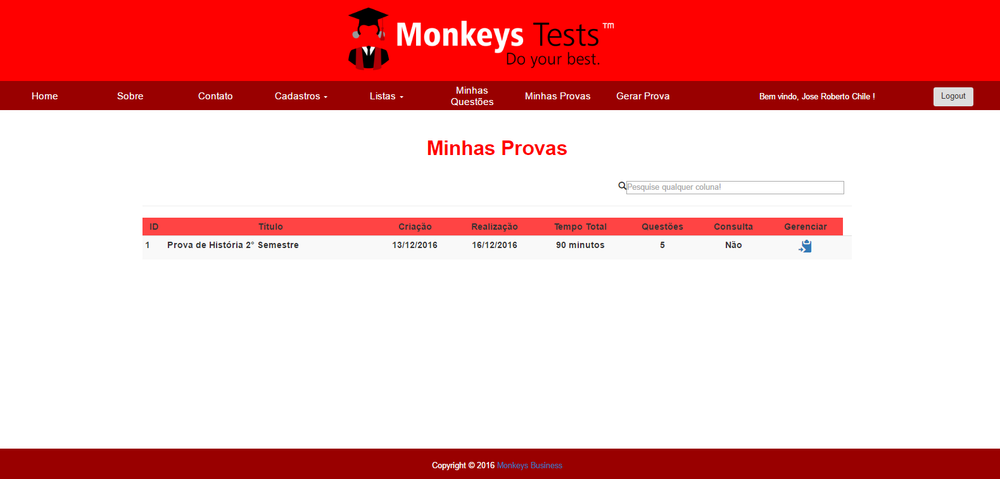 Monkeys Tests™
Do your best.
Home Sobre Contato Cadastros Listas Minhas Questões Minhas Provas Gerar Prova Bem vindo, Jose Roberto Chile ! Logout
Minhas Provas
Pesquise qualquer coluna!
ID Título Criação Realização Tempo Total Questões Consulta Gerenciar
1 Prova de História 2° Semestre 13/12/2016 16/12/2016 90 minutos 5 Não
Copyright © 2016 Monkeys Business